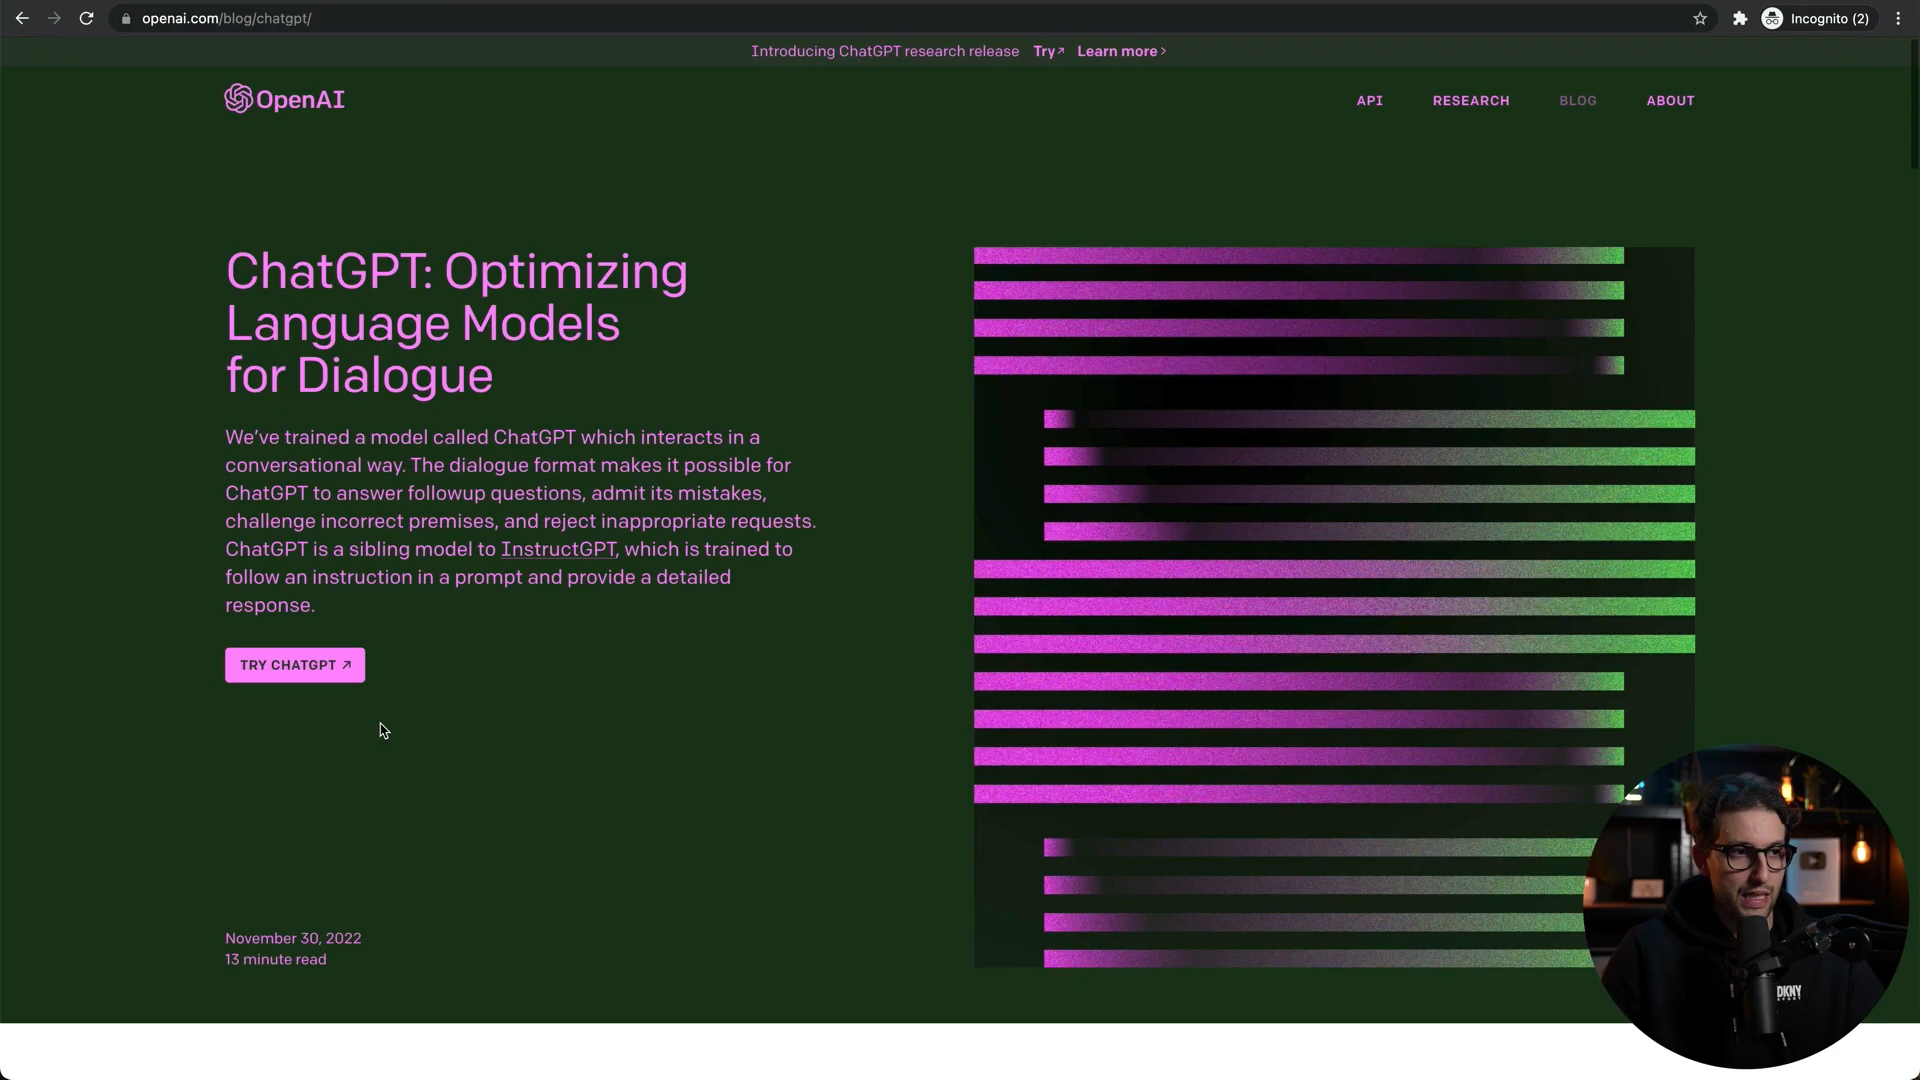 openai.com/blog/chatgpt/
Incognito (2)
Introducing ChatGPT research release Try↗ Learn more >
OpenAI
API RESEARCH BLOG ABOUT
ChatGPT: Optimizing
Language Models
for Dialogue
We’ve trained a model called ChatGPT which interacts in a
conversational way. The dialogue format makes it possible for
ChatGPT to answer followup questions, admit its mistakes,
challenge incorrect premises, and reject inappropriate requests.
ChatGPT is a sibling model to InstructGPT, which is trained to
follow an instruction in a prompt and provide a detailed
response.
TRY CHATGPT ↗
November 30, 2022
13 minute read
DKNY
SPORT